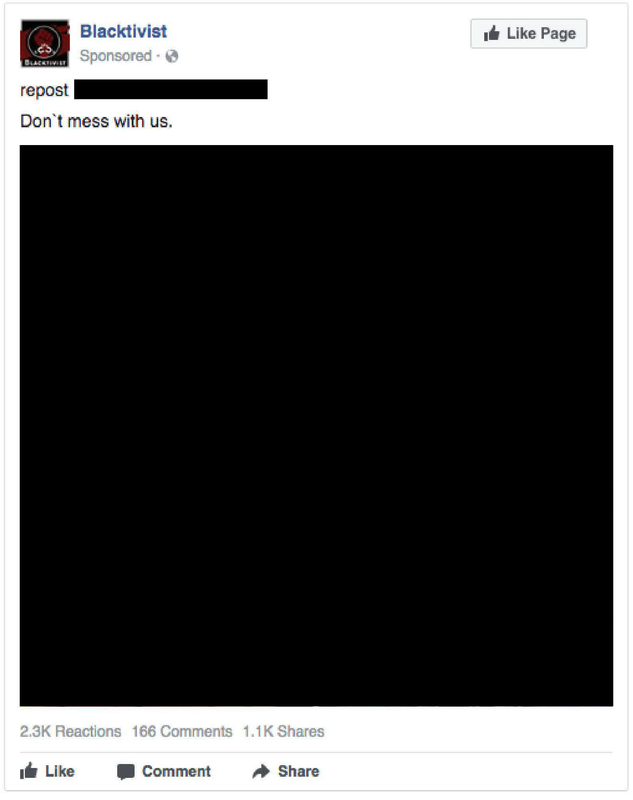 Blacktivist
Like Page
BLACKTIVIST
Sponsored ·
repost
Don`t mess with us.
2.3K Reactions 166 Comments 1.1K Shares
Like Comment Share